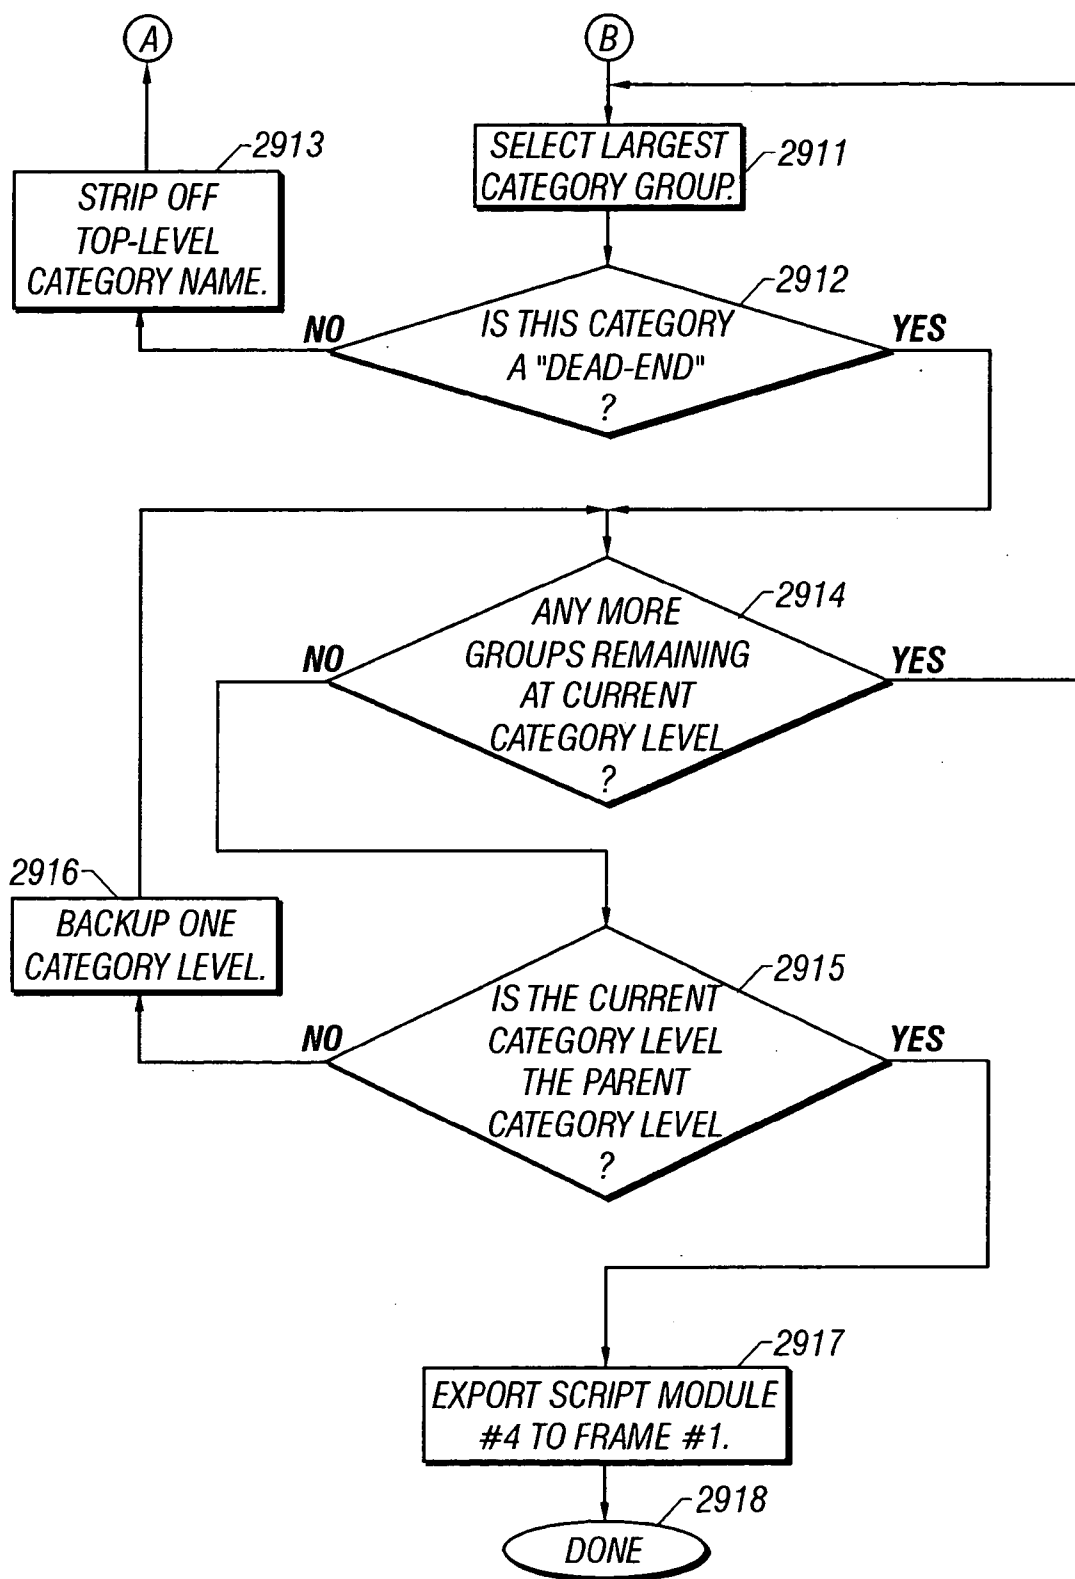 A
B
2913
STRIP OFF
TOP-LEVEL
CATEGORY NAME.
SELECT LARGEST
CATEGORY GROUP.
2911
2912
NO
IS THIS CATEGORY
A "DEAD-END"
?
YES
2914
NO
ANY MORE
GROUPS REMAINING
AT CURRENT
CATEGORY LEVEL
?
YES
2916
BACKUP ONE
CATEGORY LEVEL.
2915
NO
IS THE CURRENT
CATEGORY LEVEL
THE PARENT
CATEGORY LEVEL
?
YES
2917
EXPORT SCRIPT MODULE
#4 TO FRAME #1.
2918
DONE